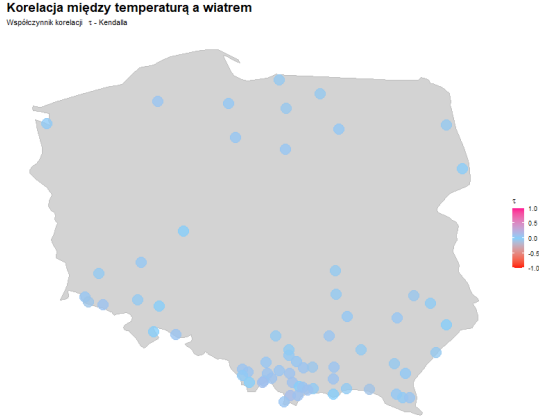 Korelacja między temperaturą a wiatrem
Współczynnik korelacji τ - Kendalla
τ
1.0
0.5
0.0
-0.5
-1.0